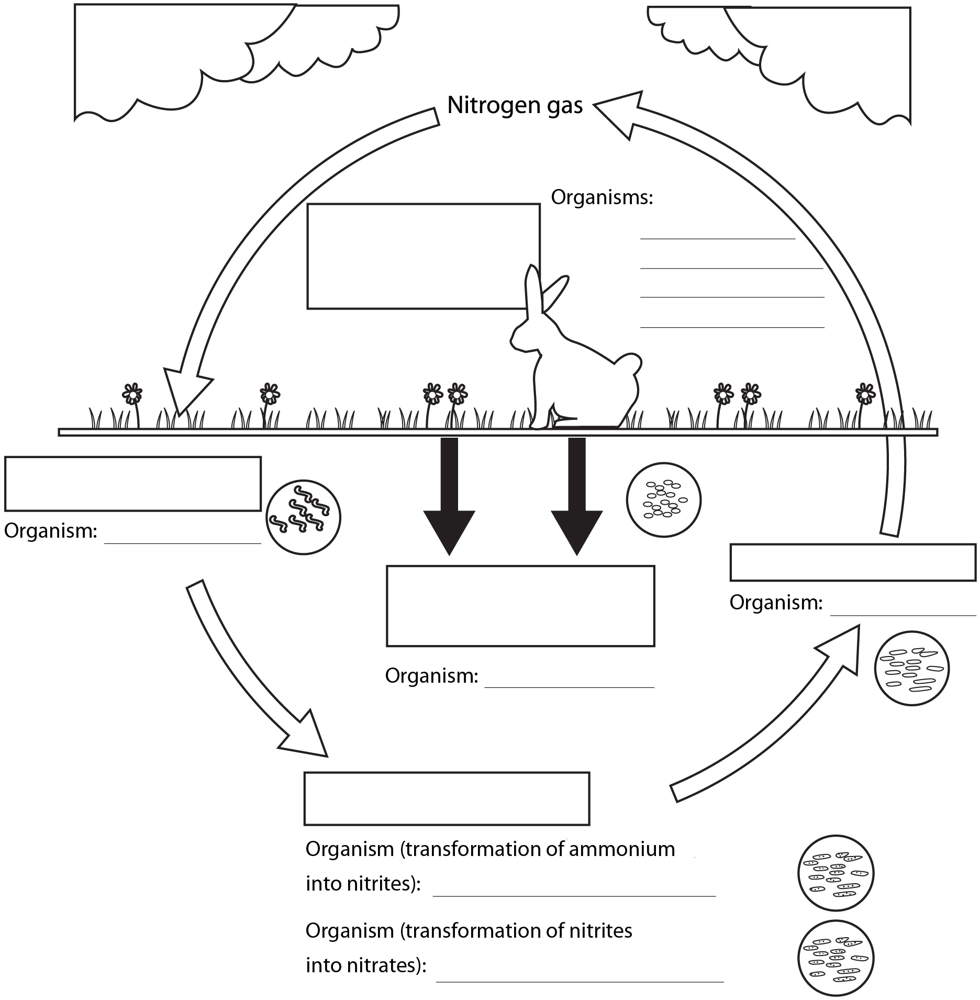 Nitrogen gas
Organisms:
Organism:
Organism:
Organism:
Organism (transformation of ammonium
into nitrites):
Organism (transformation of nitrites
into nitrates):